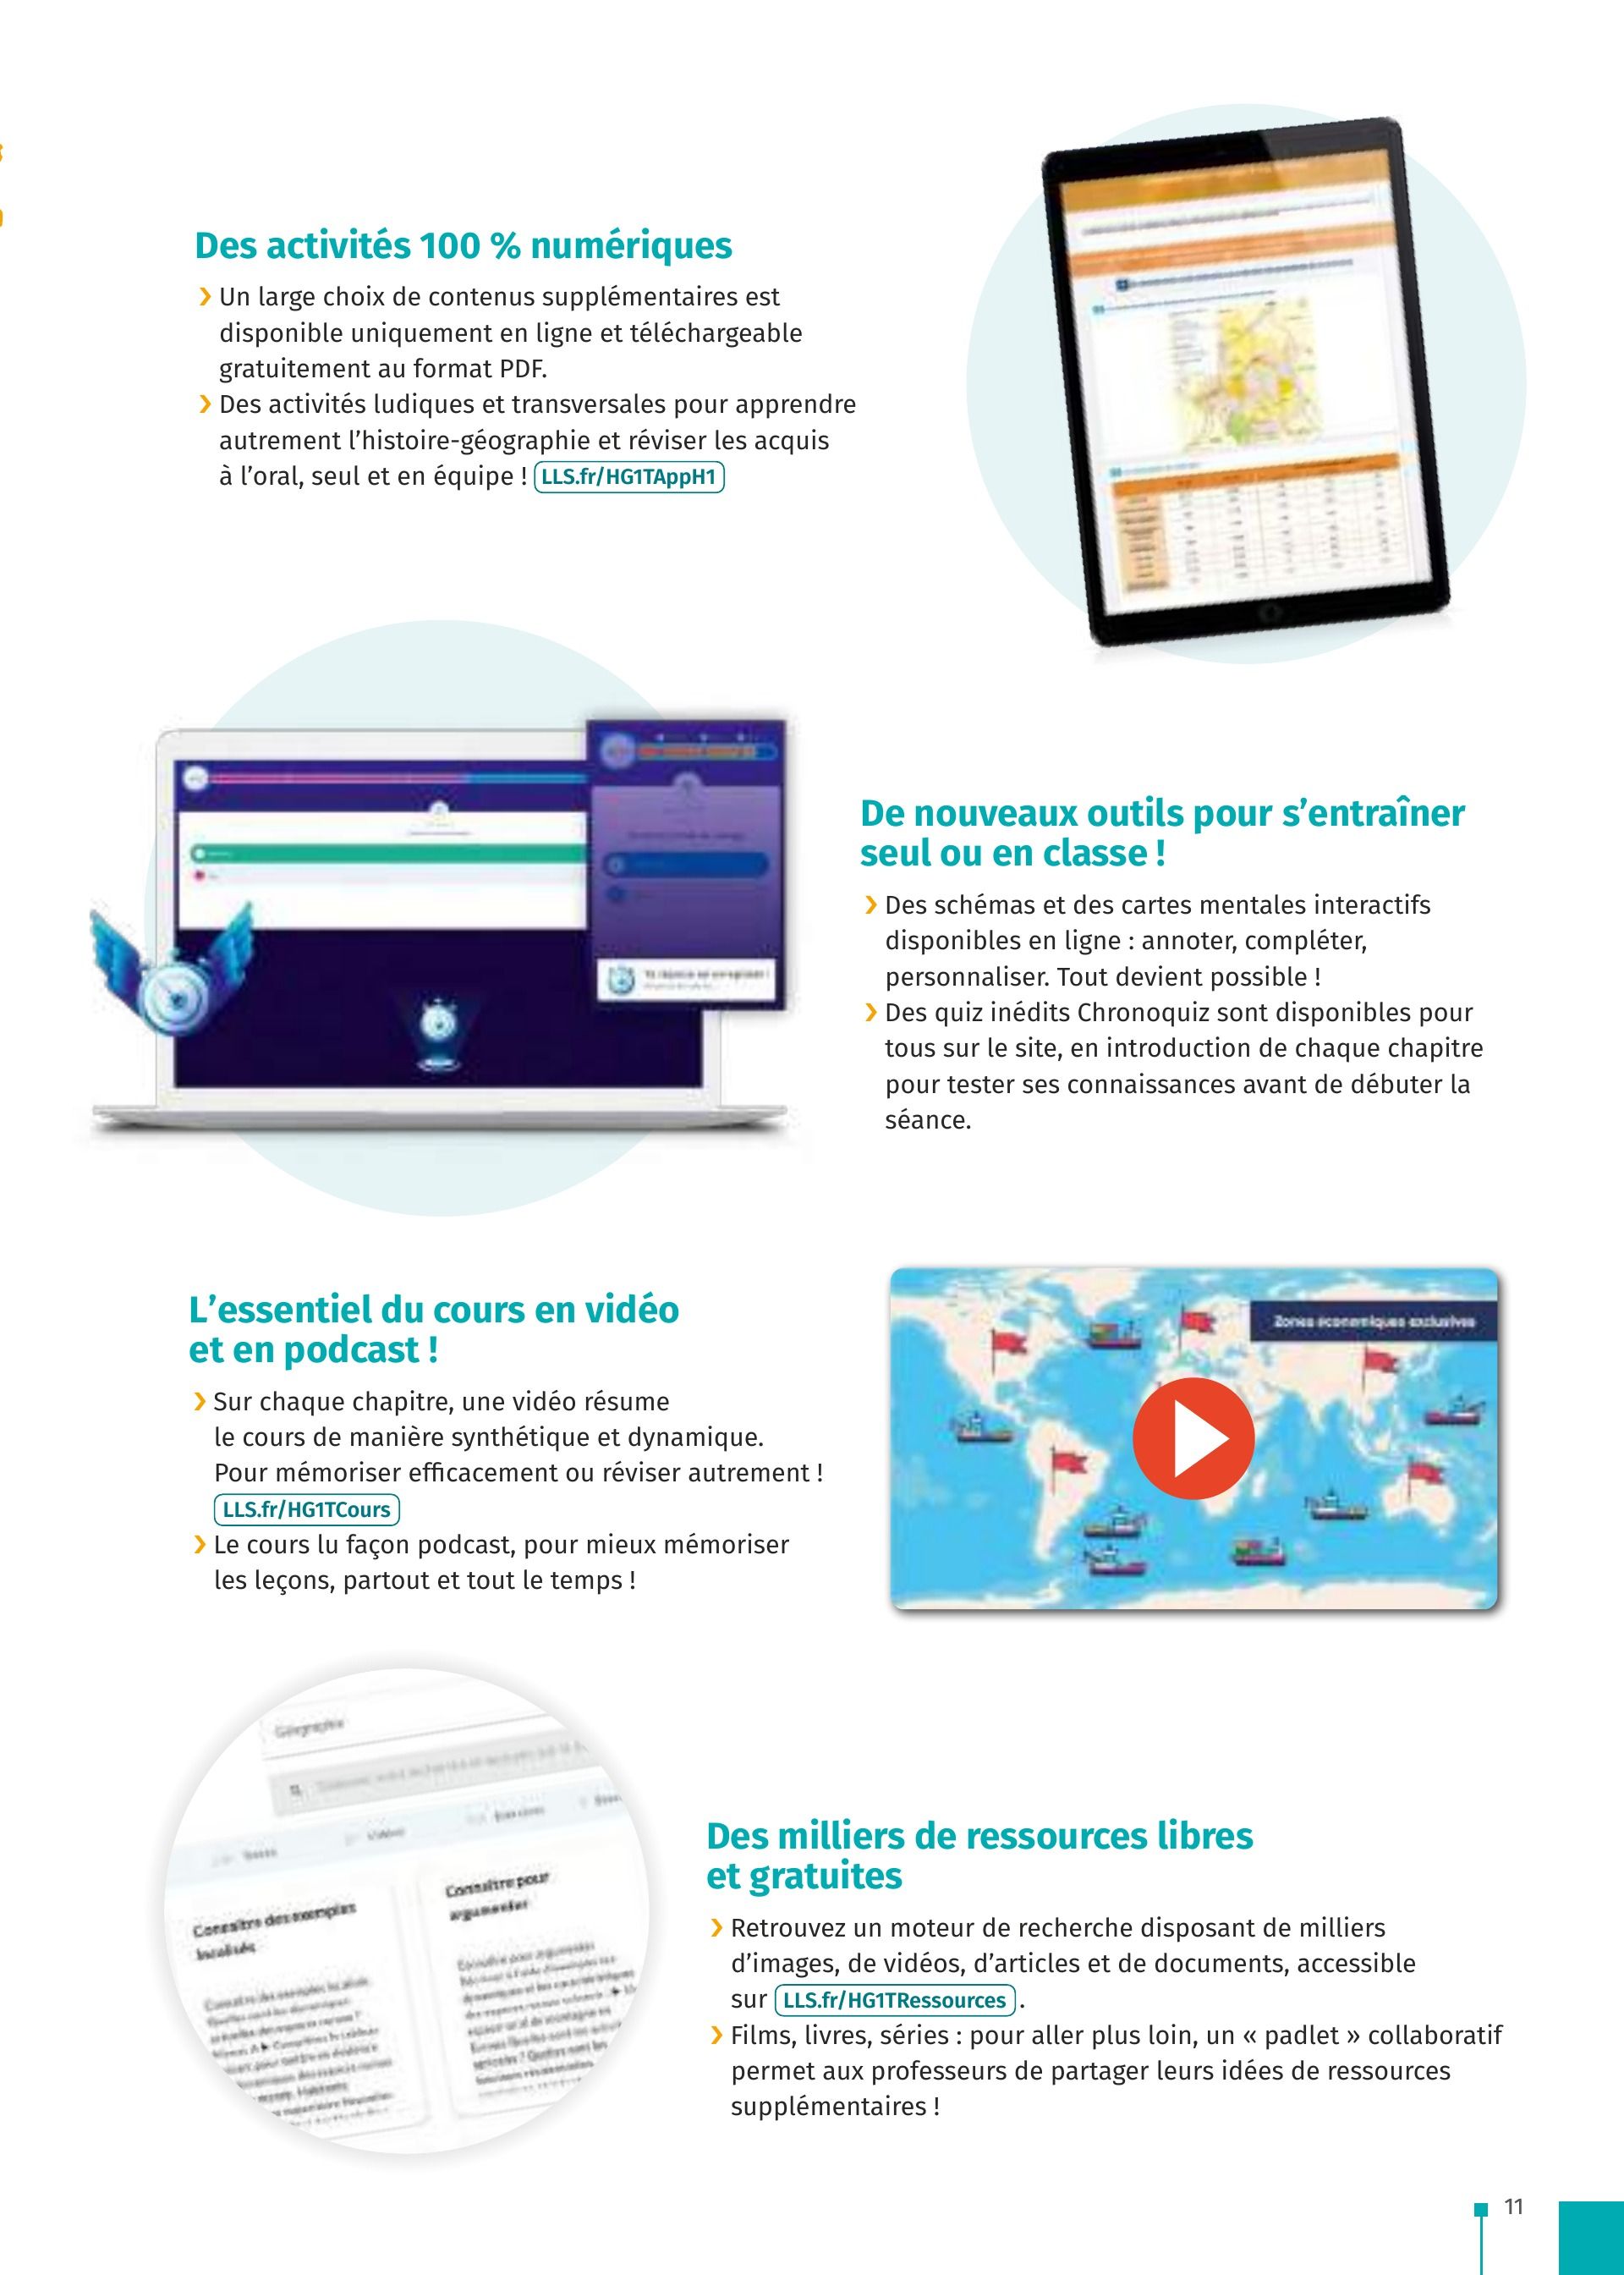 Des activités 100 % numériques
› Un large choix de contenus supplémentaires est
disponible uniquement en ligne et téléchargeable
gratuitement au format PDF.
› Des activités ludiques et transversales pour apprendre
autrement l’histoire-géographie et réviser les acquis
à l’oral, seul et en équipe ! LLS.fr/HG1TAppH1
De nouveaux outils pour s’entraîner
seul ou en classe !
› Des schémas et des cartes mentales interactifs
disponibles en ligne : annoter, compléter,
personnaliser. Tout devient possible !
› Des quiz inédits Chronoquiz sont disponibles pour
tous sur le site, en introduction de chaque chapitre
pour tester ses connaissances avant de débuter la
séance.
L’essentiel du cours en vidéo
et en podcast !
› Sur chaque chapitre, une vidéo résume
le cours de manière synthétique et dynamique.
Pour mémoriser efficacement ou réviser autrement !
LLS.fr/HG1TCours
› Le cours lu façon podcast, pour mieux mémoriser
les leçons, partout et tout le temps !
Zones économiques exclusives
Géographie
Vidéos
Connaître des exemples
localisés
Connaître pour
argumenter
Des milliers de ressources libres
et gratuites
› Retrouvez un moteur de recherche disposant de milliers
d’images, de vidéos, d’articles et de documents, accessible
sur LLS.fr/HG1TRessources .
› Films, livres, séries : pour aller plus loin, un « padlet » collaboratif
permet aux professeurs de partager leurs idées de ressources
supplémentaires !
11